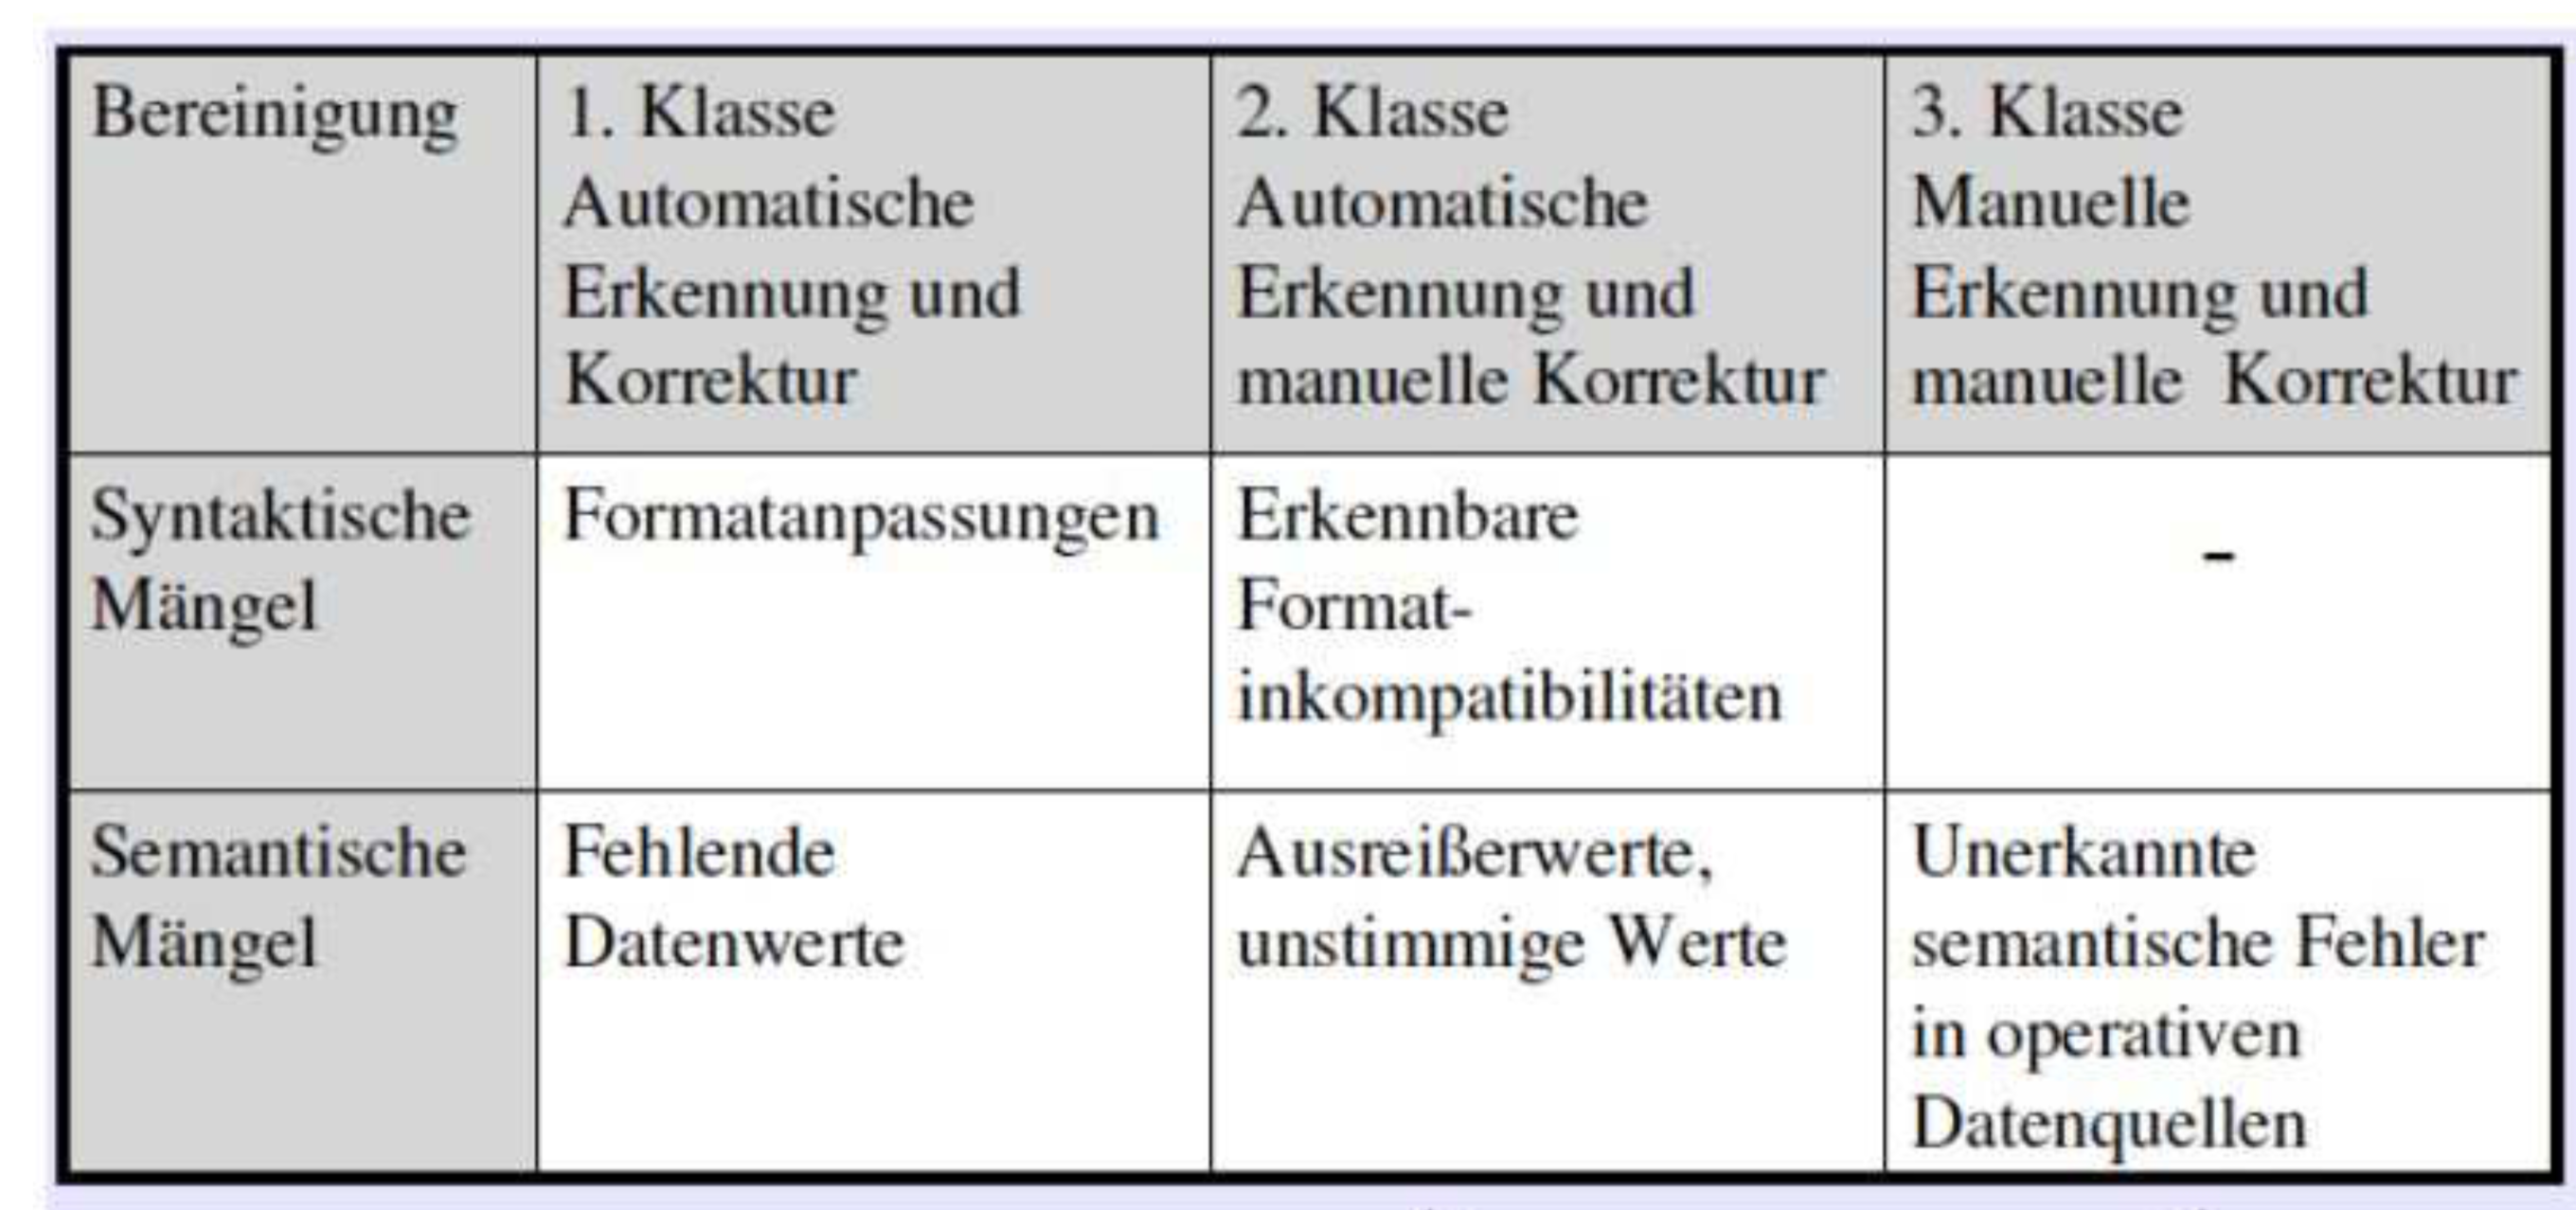 Bereinigung
1. Klasse
Automatische
Erkennung und
Korrektur
2. Klasse
Automatische
Erkennung und
manuelle Korrektur
3. Klasse
Manuelle
Erkennung und
manuelle Korrektur
Syntaktische
Mängel
Formatanpassungen
Erkennbare
Format-
inkompatibilitäten
-
Semantische
Mängel
Fehlende
Datenwerte
Ausreißerwerte,
unstimmige Werte
Unerkannte
semantische Fehler
in operativen
Datenquellen